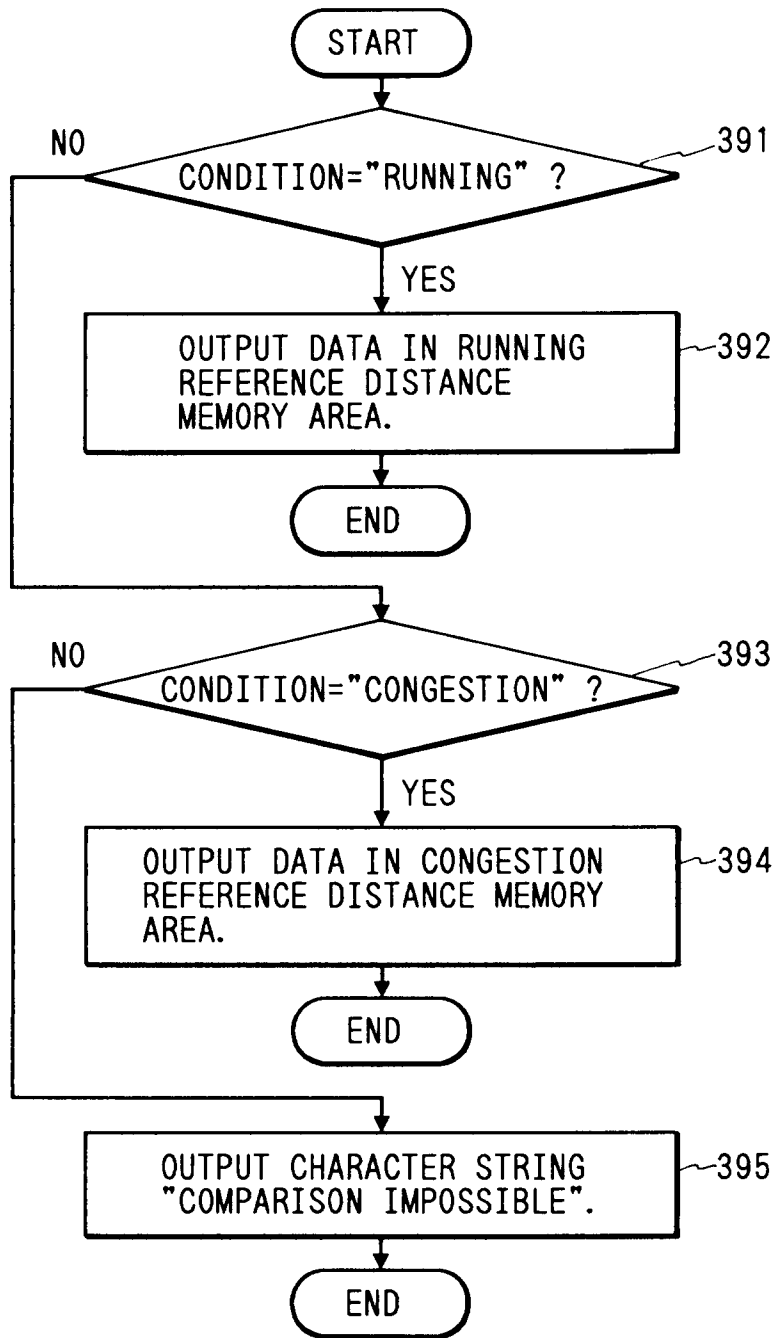 START
NO
391
CONDITION="RUNNING" ?
YES
OUTPUT DATA IN RUNNING
REFERENCE DISTANCE
MEMORY AREA.
392
END
NO
393
CONDITION="CONGESTION" ?
YES
OUTPUT DATA IN CONGESTION
REFERENCE DISTANCE MEMORY
AREA.
394
END
OUTPUT CHARACTER STRING
"COMPARISON IMPOSSIBLE".
395
END